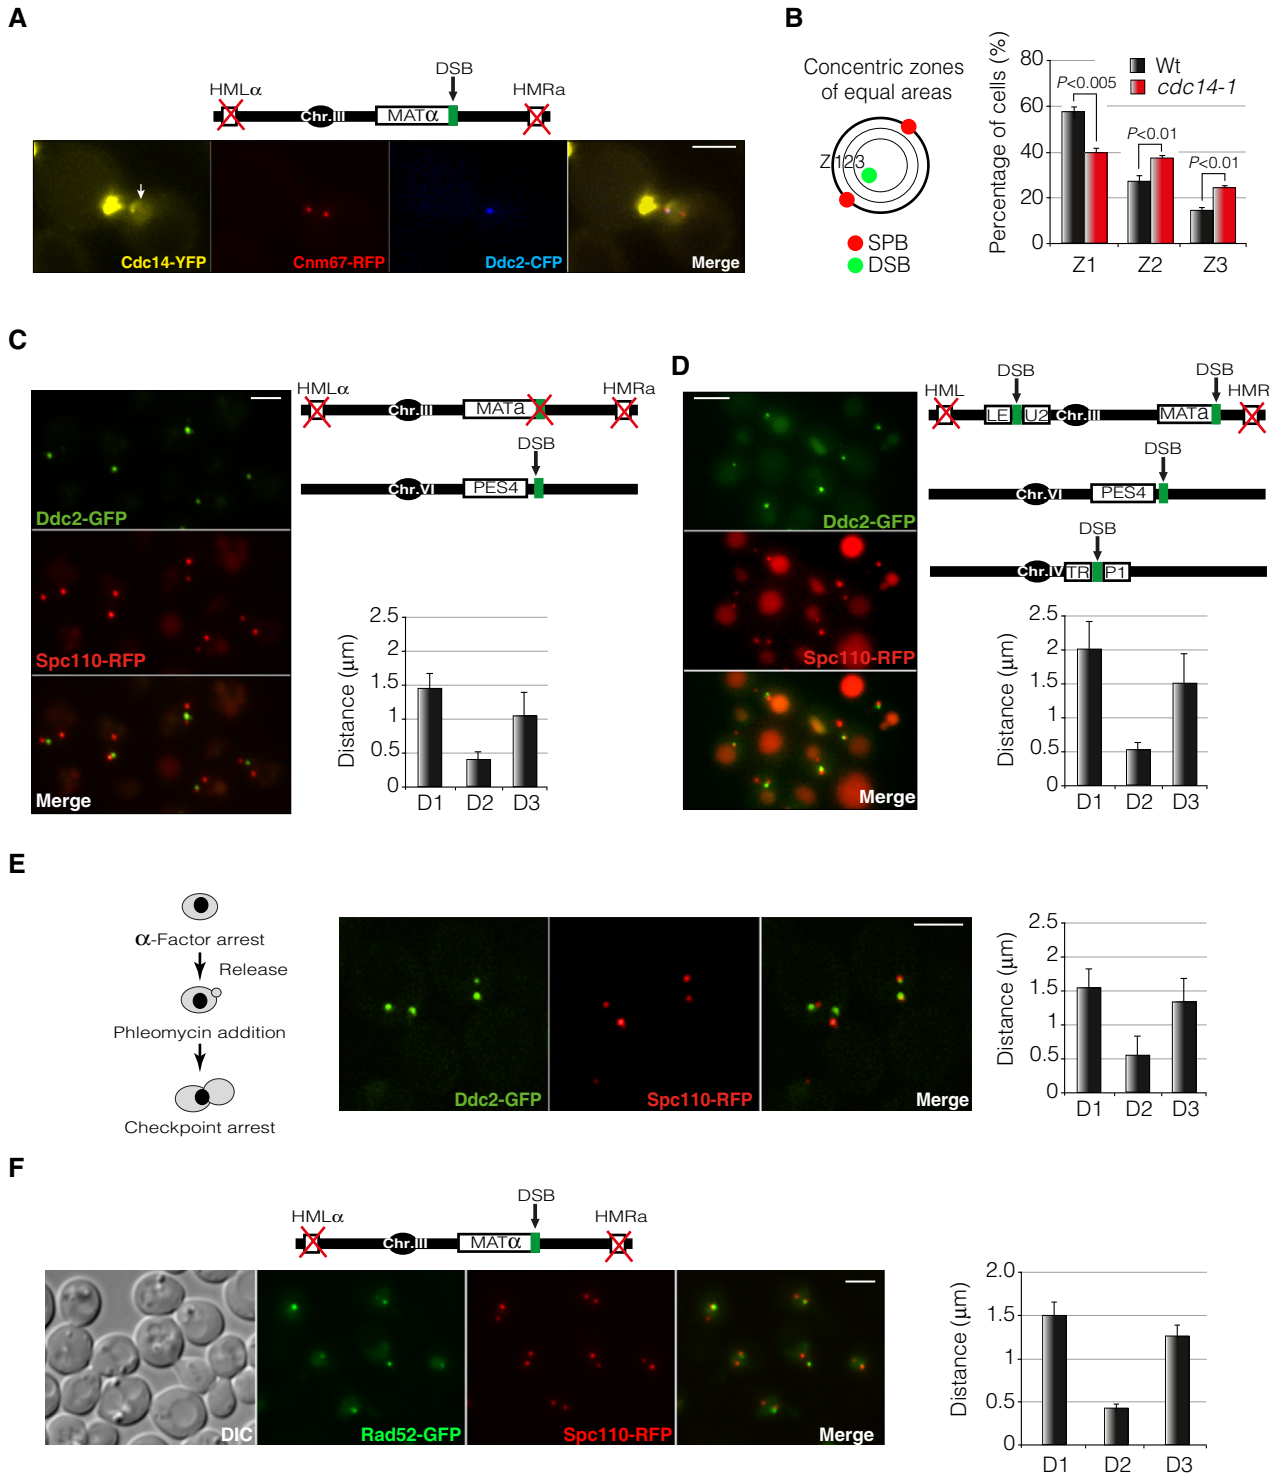 A
DSB
HMLα
HMRa
Chr.III
MATα
Cdc14-YFP
Cnm67-RFP
Ddc2-CFP
Merge
B
Concentric zones
of equal areas
Z123
SPB
DSB
Percentage of cells (%)
80
60
40
20
0
Wt
cdc14-1
P<0.005
P<0.01
P<0.01
Z1
Z2
Z3
C
Ddc2-GFP
Spc110-RFP
Merge
HMLα
HMRa
Chr.III
MATa
DSB
Chr.VI
PES4
Distance (µm)
2.5
2
1.5
1
0.5
0
D1
D2
D3
D
Ddc2-GFP
Spc110-RFP
Merge
DSB
DSB
HML
HMR
LE
U2
Chr.III
MATa
DSB
Chr.VI
PES4
DSB
Chr.IV
TR
P1
Distance (µm)
2.5
2
1.5
1
0.5
0
D1
D2
D3
E
α-Factor arrest
Release
Phleomycin addition
Checkpoint arrest
Ddc2-GFP
Spc110-RFP
Merge
Distance (µm)
2.5
2
1.5
1
0.5
0
D1
D2
D3
F
DSB
HMLα
HMRa
Chr.III
MATα
DIC
Rad52-GFP
Spc110-RFP
Merge
Distance (µm)
2.0
1.5
1
0.5
0
D1
D2
D3